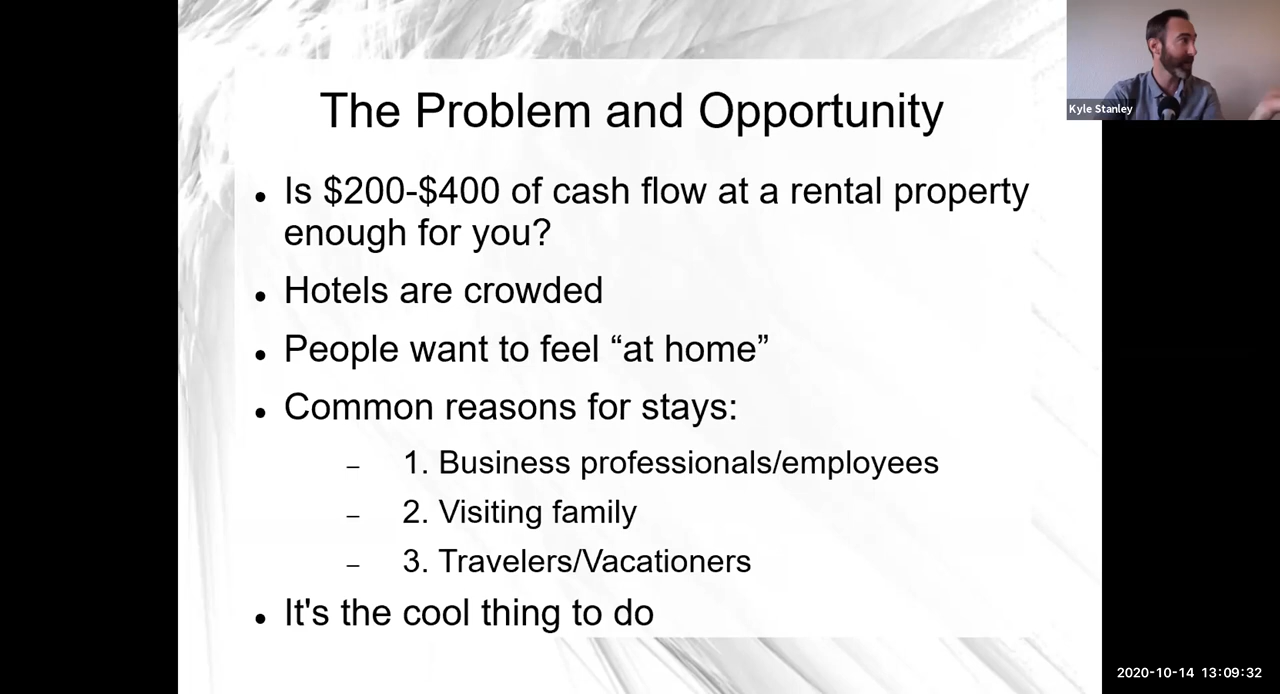 The Problem and Opportunity
Kyle Stanley
● Is $200-$400 of cash flow at a rental property
enough for you?
● Hotels are crowded
● People want to feel “at home”
● Common reasons for stays:
– 1. Business professionals/employees
– 2. Visiting family
– 3. Travelers/Vacationers
● It's the cool thing to do
2020-10-14 13:09:32